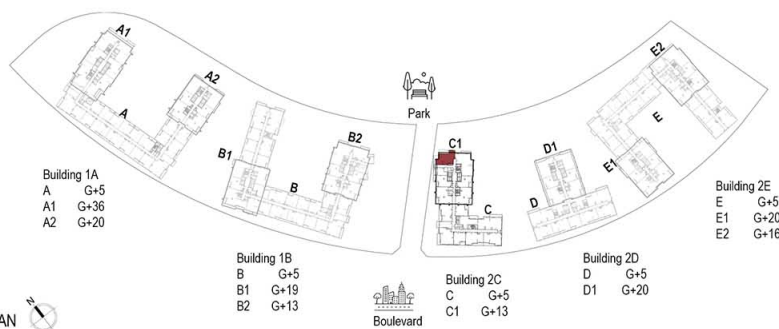 A1
A2
A
Building 1A
A G+5
A1 G+36
A2 G+20
B1
B2
B
Building 1B
B G+5
B1 G+19
B2 G+13
Park
Boulevard
C1
C
Building 2C
C G+5
C1 G+13
D1
D
Building 2D
D G+5
D1 G+20
E2
E
E1
Building 2E
E G+5
E1 G+20
E2 G+16
AN
N